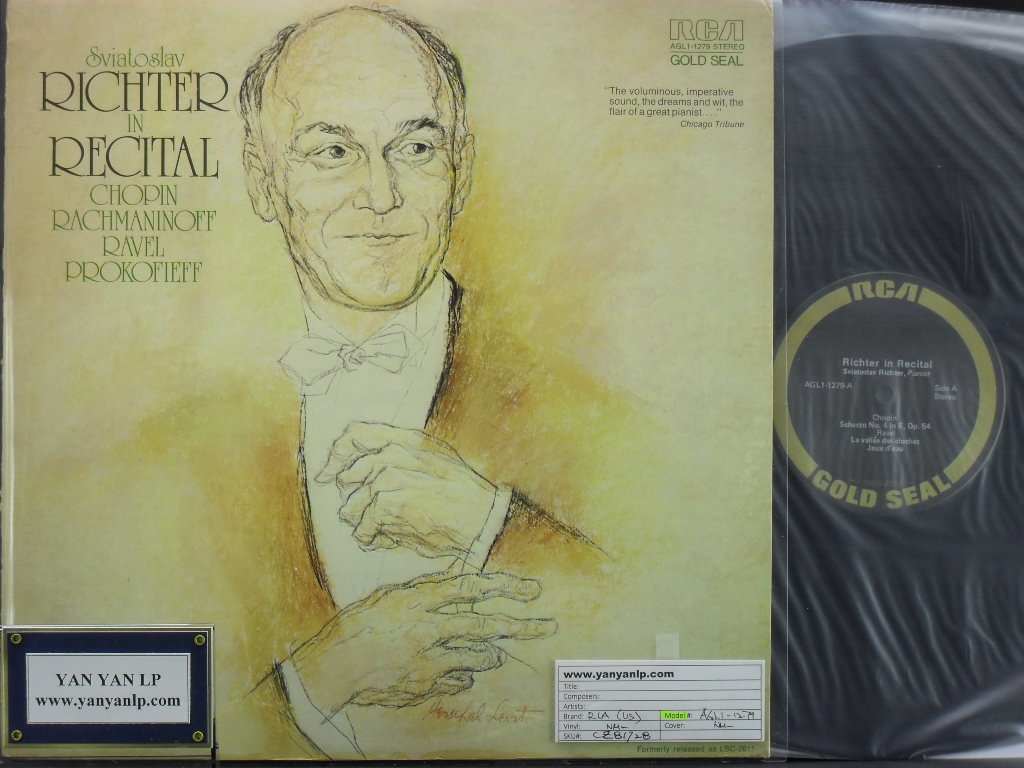 Sviatoslav
RICHTER
IN
RECITAL
CHOPIN
RACHMANINOFF
RAVEL
PROKOFIEFF
RCA
AGL1-1279 STEREO
GOLD SEAL
"The voluminous, imperative
sound, the dreams and wit, the
flair of a great pianist...."
Chicago Tribune
RCA
Richter in Recital
Sviatoslav Richter, Pianist
AGL1-1279-A
Side A
Stereo
Chopin
Scherzo No. 4 in E, Op. 54
Ravel
La vallée des cloches
Jeux d'eau
GOLD SEAL
YAN YAN LP
www.yanyanlp.com
www.yanyanlp.com
Title:
Composers:
Artists:
Brand: RCA (US) Model#: AGL1-1279
Vinyl: NM- Cover: NM-
SKU#: CZ81728
Formerly released as LSC-2611